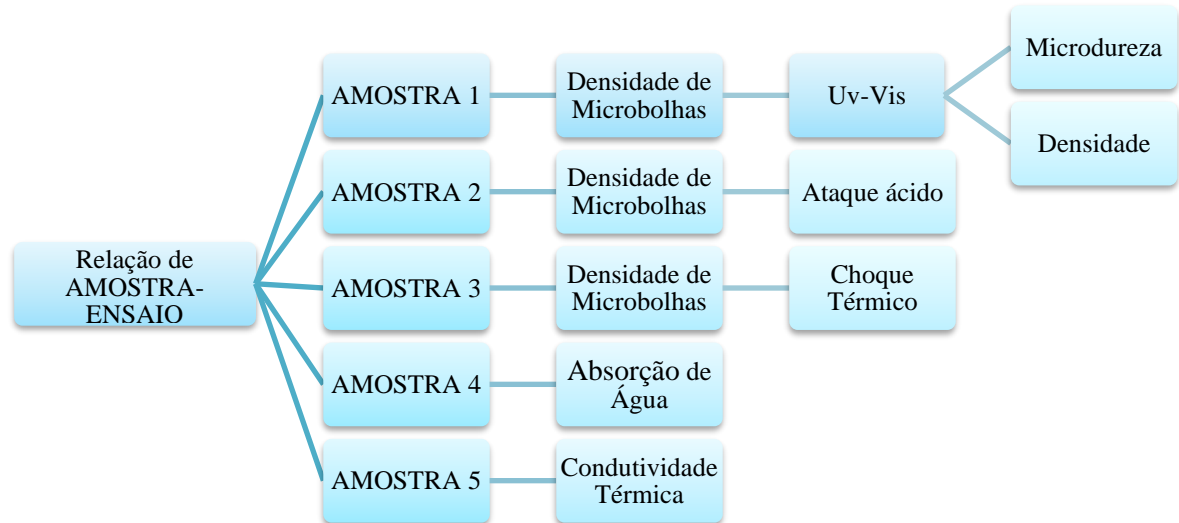 Relação de
AMOSTRA-
ENSAIO
AMOSTRA 1
Densidade de
Microbolhas
Uv-Vis
Microdureza
Densidade
AMOSTRA 2
Densidade de
Microbolhas
Ataque ácido
AMOSTRA 3
Densidade de
Microbolhas
Choque
Térmico
AMOSTRA 4
Absorção de
Água
AMOSTRA 5
Condutividade
Térmica